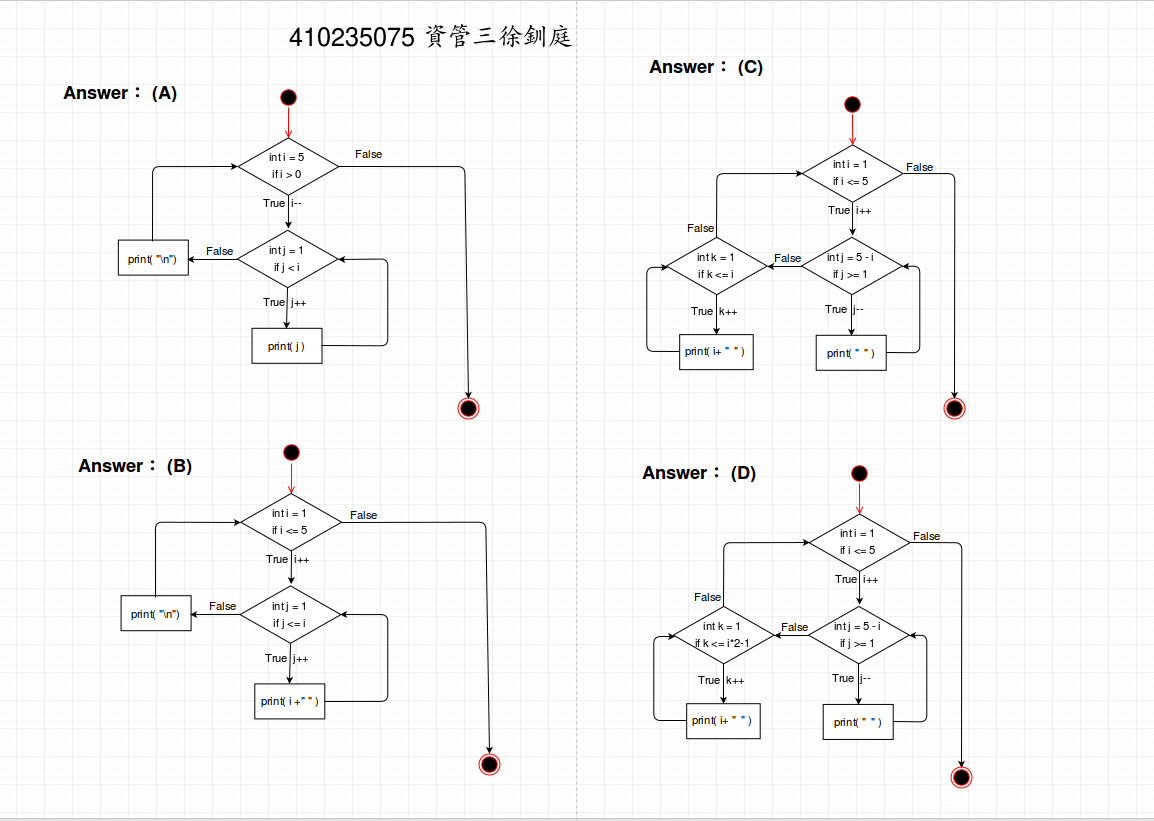 410235075 資管三徐釧庭
Answer： (A)
int i = 5
if i > 0
False
True i--
int j = 1
if j < i
False
print( "\n")
True j++
print( j )
Answer： (B)
int i = 1
if i <= 5
False
True i++
int j = 1
if j <= i
False
print( "\n")
True j++
print( i +" " )
Answer： (C)
int i = 1
if i <= 5
False
True i++
int j = 5 - i
if j >= 1
False
True j--
print( " " )
int k = 1
if k <= i
False
True k++
print( i+ " " )
Answer： (D)
int i = 1
if i <= 5
False
True i++
int j = 5 - i
if j >= 1
False
True j--
print( " " )
int k = 1
if k <= i*2-1
False
True k++
print( i+ " " )